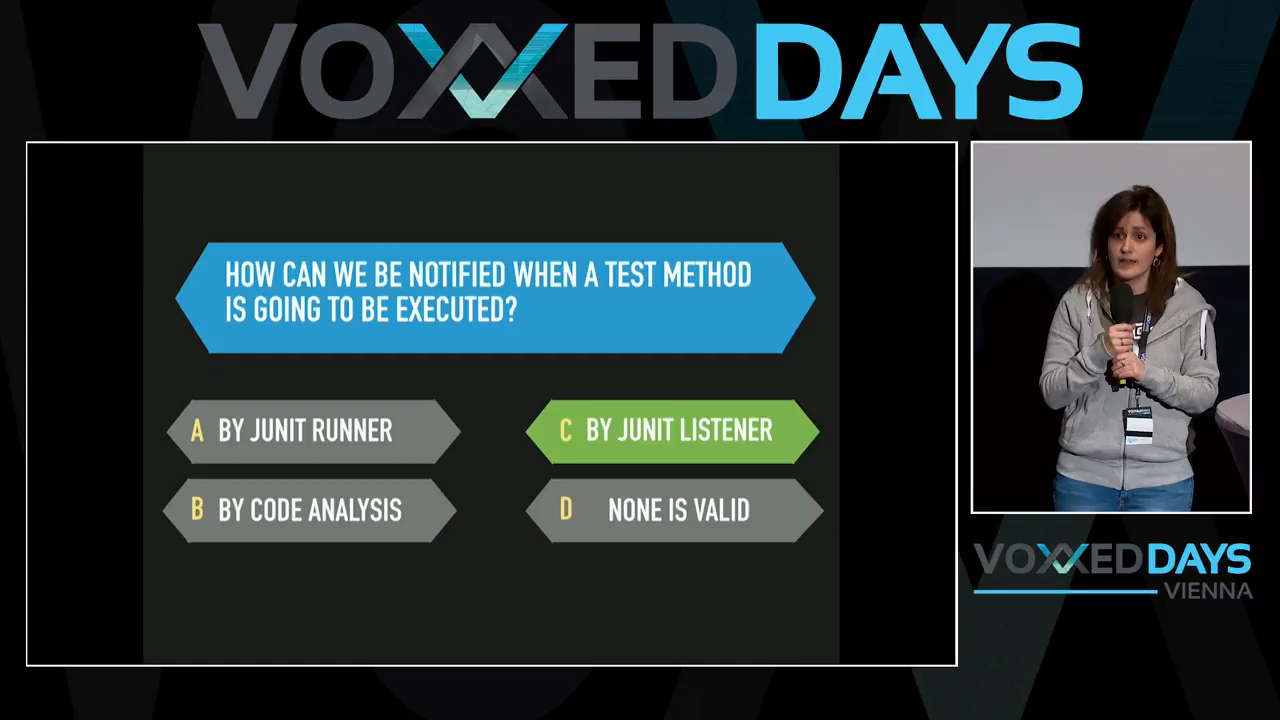 VOXXED DAYS
HOW CAN WE BE NOTIFIED WHEN A TEST METHOD
IS GOING TO BE EXECUTED?
A BY JUNIT RUNNER
C BY JUNIT LISTENER
B BY CODE ANALYSIS
D NONE IS VALID
VOXXED DAYS
VIENNA